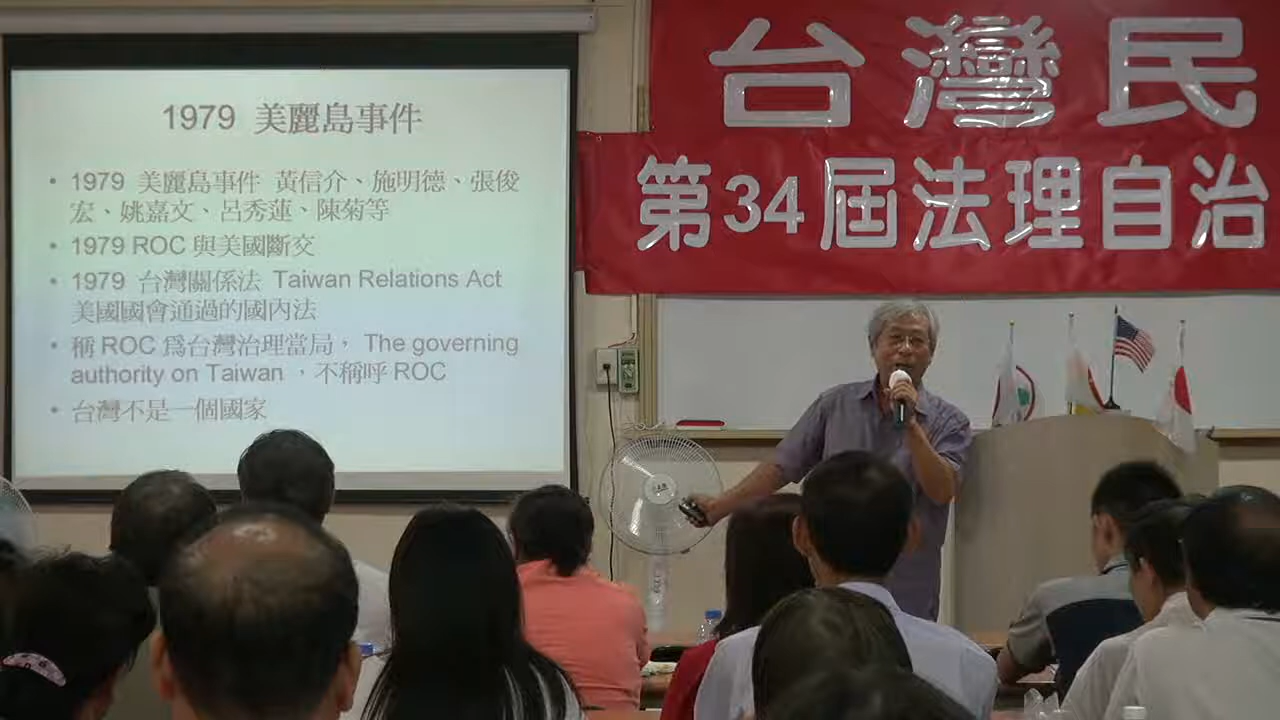 1979 美麗島事件
• 1979 美麗島事件 黃信介、施明德、張俊
宏、姚嘉文、呂秀蓮、陳菊等
• 1979 ROC 與美國斷交
• 1979 台灣關係法 Taiwan Relations Act
美國國會通過的國內法
• 稱 ROC 為台灣治理當局， The governing
authority on Taiwan ，不稱呼 ROC
• 台灣不是一個國家
台灣民
第34屆法理自治